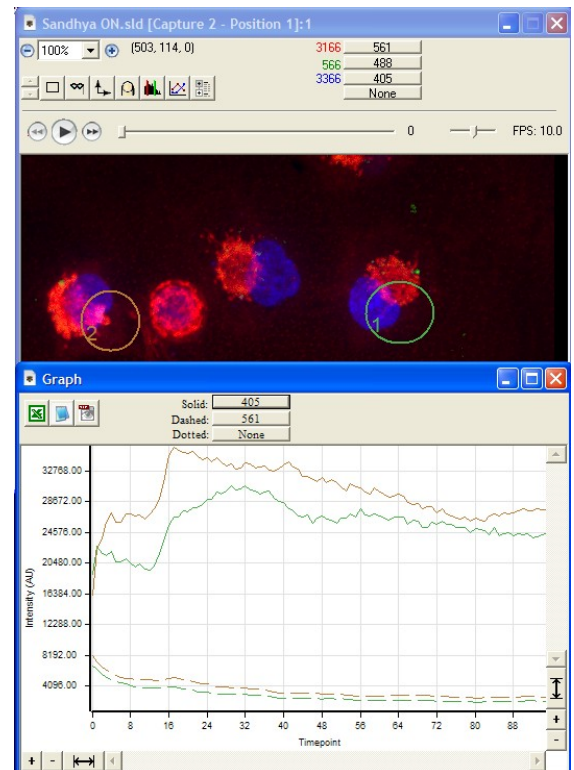 Sandhya ON.sld [Capture 2 - Position 1]:1
100% (503, 114, 0) 3166 561
566 488
3366 405
None
0 FPS: 10.0
2
1
Graph
Solid: 405
Dashed: 561
Dotted: None
32768.00
28672.00
24576.00
20480.00
16384.00
12288.00
8192.00
4096.00
Intensity (AU)
0 8 16 24 32 40 48 56 64 72 80 88
Timepoint